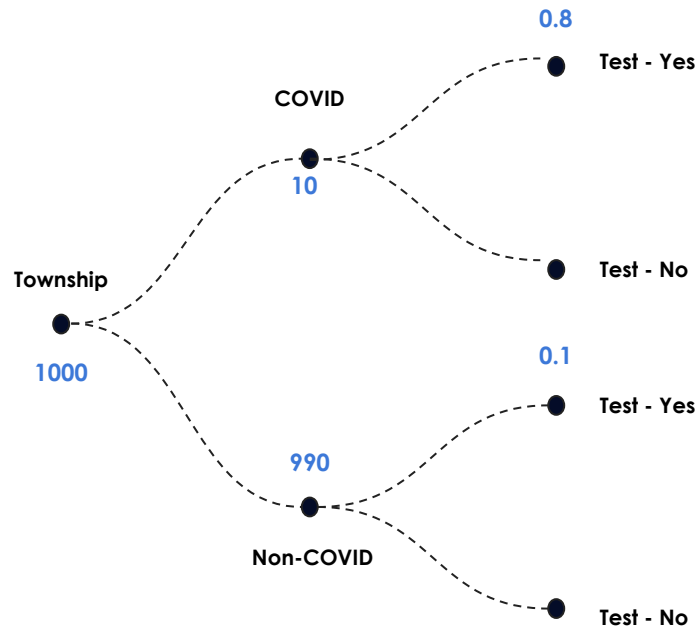 0.8
Test - Yes
COVID
10
Test - No
Township
1000
0.1
Test - Yes
990
Non-COVID
Test - No